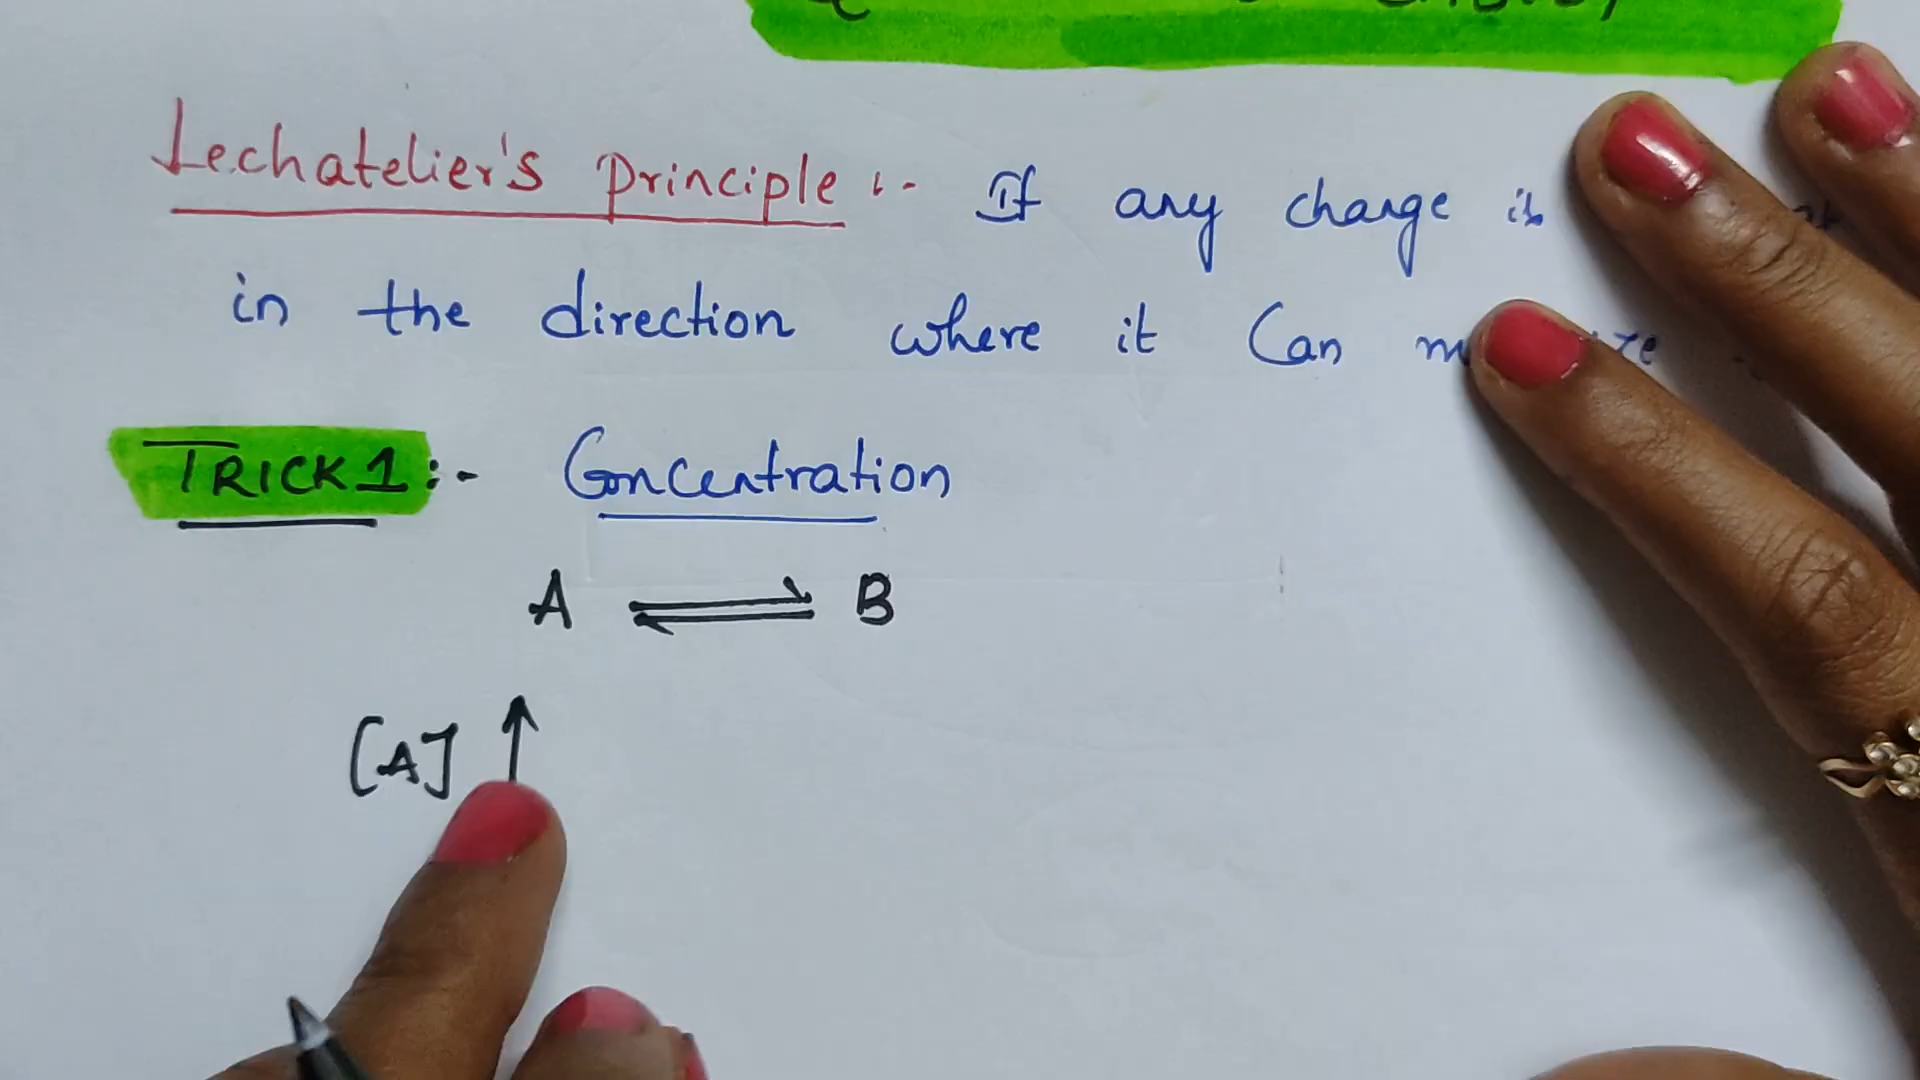 Lechatelier's Principle :- If any change is
in the direction where it Can
TRICK 1 :- Concentration
A ⇌ B
[A] ↑